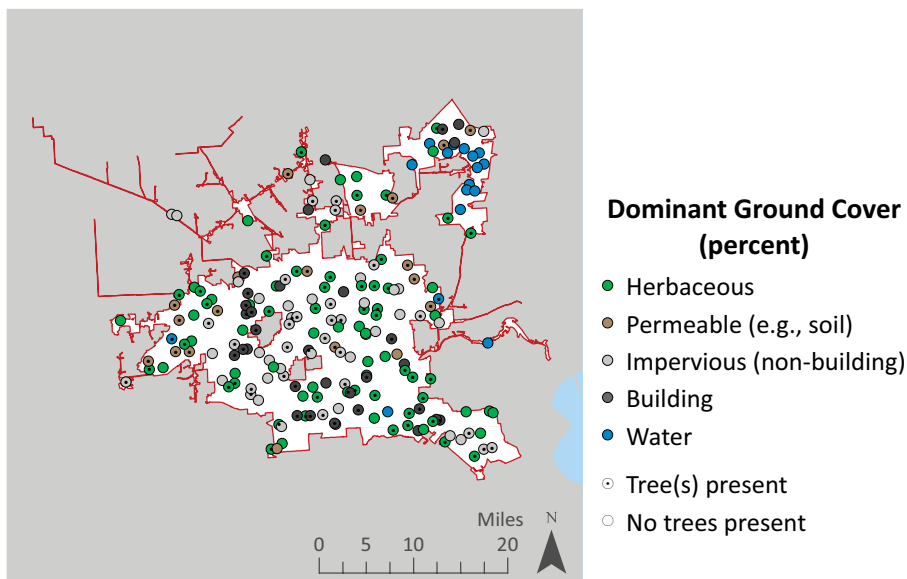 Dominant Ground Cover
(percent)
Herbaceous
Permeable (e.g., soil)
Impervious (non-building)
Building
Water
Tree(s) present
No trees present
Miles
N
0 5 10 20